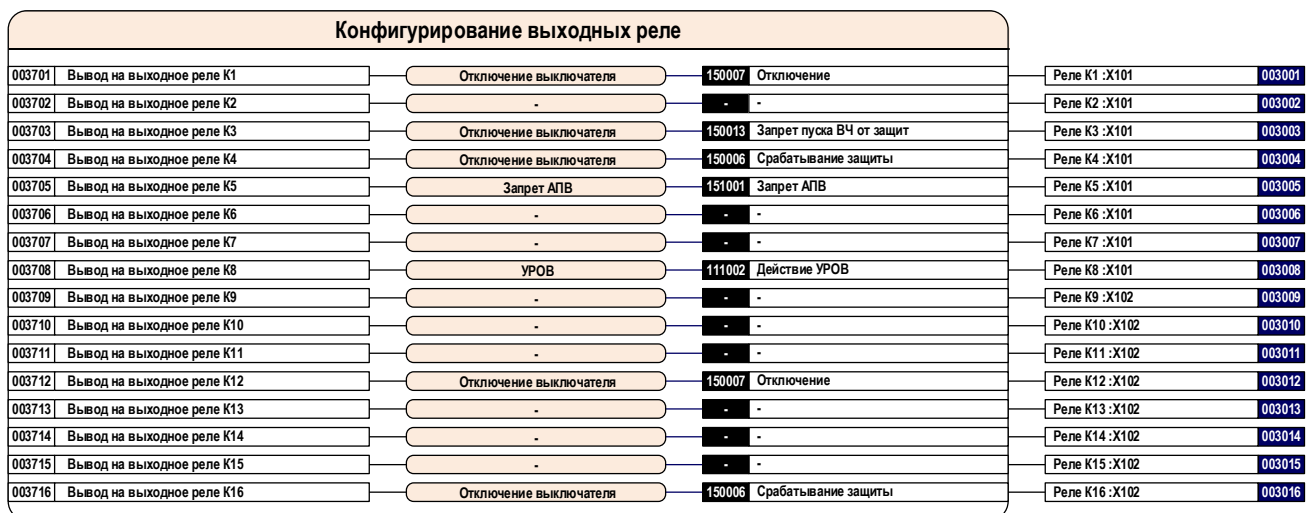 Конфигурирование выходных реле
003701 Вывод на выходное реле К1 Отключение выключателя 150007 Отключение Реле К1 :X101 003001
003702 Вывод на выходное реле К2 - - - Реле К2 :X101 003002
003703 Вывод на выходное реле К3 Отключение выключателя 150013 Запрет пуска ВЧ от защит Реле К3 :X101 003003
003704 Вывод на выходное реле К4 Отключение выключателя 150006 Срабатывание защиты Реле К4 :X101 003004
003705 Вывод на выходное реле К5 Запрет АПВ 151001 Запрет АПВ Реле К5 :X101 003005
003706 Вывод на выходное реле К6 - - - Реле К6 :X101 003006
003707 Вывод на выходное реле К7 - - - Реле К7 :X101 003007
003708 Вывод на выходное реле К8 УРОВ 111002 Действие УРОВ Реле К8 :X101 003008
003709 Вывод на выходное реле К9 - - - Реле К9 :X102 003009
003710 Вывод на выходное реле К10 - - - Реле К10 :X102 003010
003711 Вывод на выходное реле К11 - - - Реле К11 :X102 003011
003712 Вывод на выходное реле К12 Отключение выключателя 150007 Отключение Реле К12 :X102 003012
003713 Вывод на выходное реле К13 - - - Реле К13 :X102 003013
003714 Вывод на выходное реле К14 - - - Реле К14 :X102 003014
003715 Вывод на выходное реле К15 - - - Реле К15 :X102 003015
003716 Вывод на выходное реле К16 Отключение выключателя 150006 Срабатывание защиты Реле К16 :X102 003016